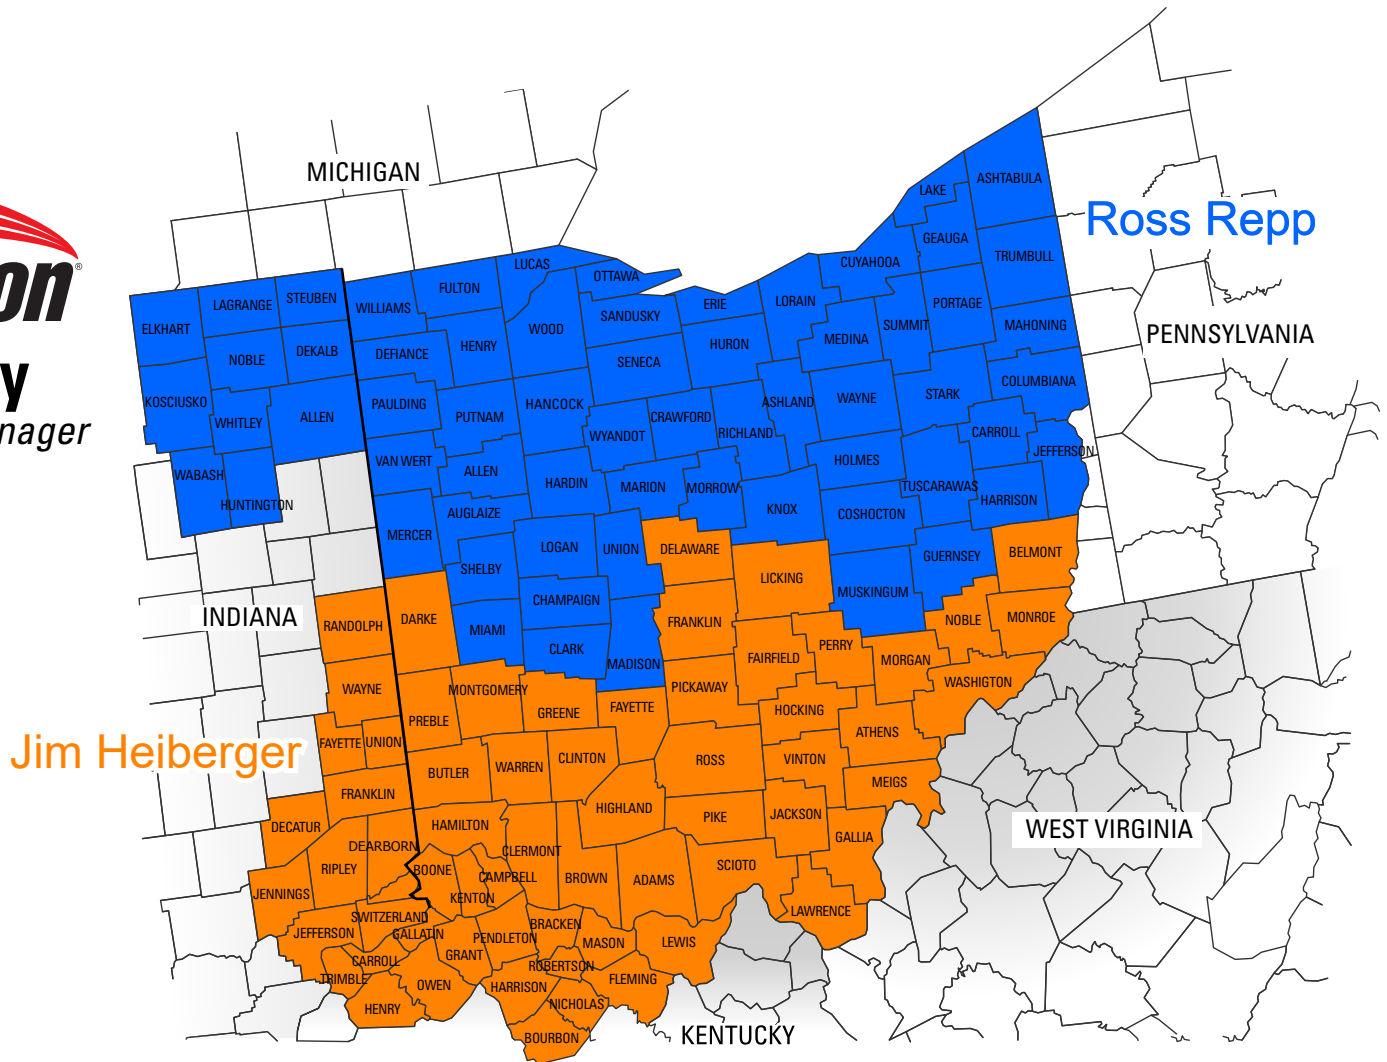 MICHIGAN
ASHTABULA
LAKE
Ross Repp
GEAUGA
TRUMBULL
LUCAS
CUYAHOOA
OTTAWA
on®
FULTON
STEUBEN
LAGRANGE
WILLIAMS
ERIE
LORAIN
PORTAGE
SANDUSKY
SUMMIT
MAHONING
ELKHART
WOOD
PENNSYLVANIA
HENRY
HURON
MEDINA
DEKALB
DEFIANCE
NOBLE
SENECA
y
COLUMBIANA
KOSCIUSKO
PAULDING
HANCOCK
ASHLAND
WAYNE
STARK
WHITLEY
ALLEN
PUTNAM
CRAWFORD
nager
WYANDOT
RICHLAND
CARROLL
JEFFERSON
VAN WERT
HOLMES
WABASH
ALLEN
HARDIN
MARION
MORROW
TUSCARAWAS
HUNTINGTON
HARRISON
AUGLAIZE
KNOX
COSHOCTON
MERCER
LOGAN
UNION
DELAWARE
GUERNSEY
BELMONT
SHELBY
LICKING
CHAMPAIGN
MUSKINGUM
INDIANA
RANDOLPH
DARKE
MIAMI
FRANKLIN
NOBLE
MONROE
CLARK
MADISON
FAIRFIELD
PERRY
MORGAN
WAYNE
MONTGOMERY
PICKAWAY
WASHIGTON
PREBLE
GREENE
FAYETTE
HOCKING
ATHENS
Jim Heiberger
FAYETTE
UNION
BUTLER
WARREN
CLINTON
ROSS
VINTON
MEIGS
FRANKLIN
HIGHLAND
DECATUR
HAMILTON
PIKE
JACKSON
WEST VIRGINIA
DEARBORN
CLERMONT
GALLIA
RIPLEY
BOONE
CAMPBELL
BROWN
ADAMS
SCIOTO
JENNINGS
KENTON
SWITZERLAND
LAWRENCE
JEFFERSON
GALLATIN
PENDLETON
BRACKEN
MASON
LEWIS
CARROLL
GRANT
ROBERTSON
TRIMBLE
OWEN
HARRISON
FLEMING
HENRY
NICHOLAS
BOURBON
KENTUCKY